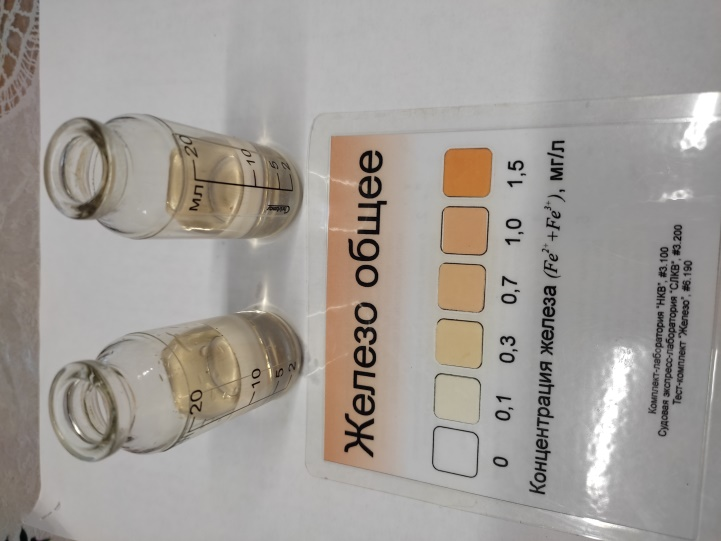 Железо общее
0 0,1 0,3 0,7 1,0 1,5
Концентрация железа (Fe²⁺+Fe³⁺), мг/л
Комплект-лаборатория "НКВ", #3.100
Судовая экспресс-лаборатория "СЛКВ", #3.200
Тест-комплект "Железо", #6.190
мл 20
10
5
2
20
10
5
2